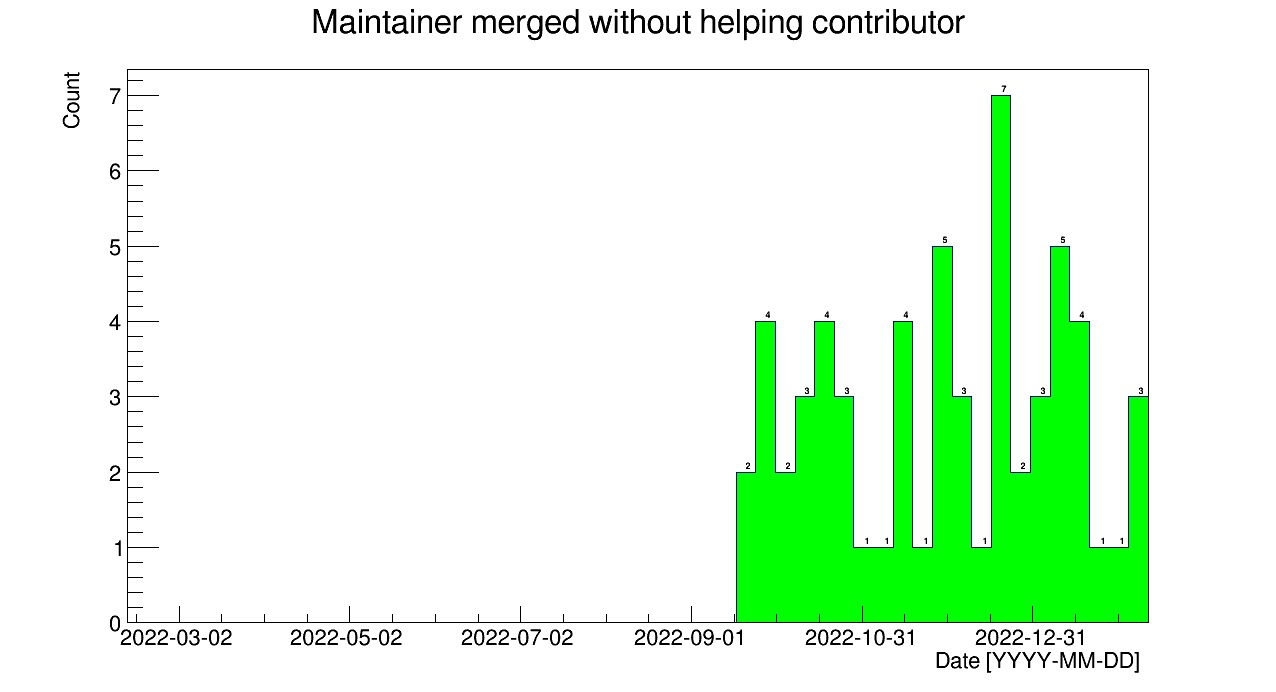 Maintainer merged without helping contributor
Count
7
6
5
4
3
2
1
0
2 4 2 3 4 3 1 1 4 1 5 3 1 7 2 3 5 4 1 1 3
2022-03-02 2022-05-02 2022-07-02 2022-09-01 2022-10-31 2022-12-31
Date [YYYY-MM-DD]